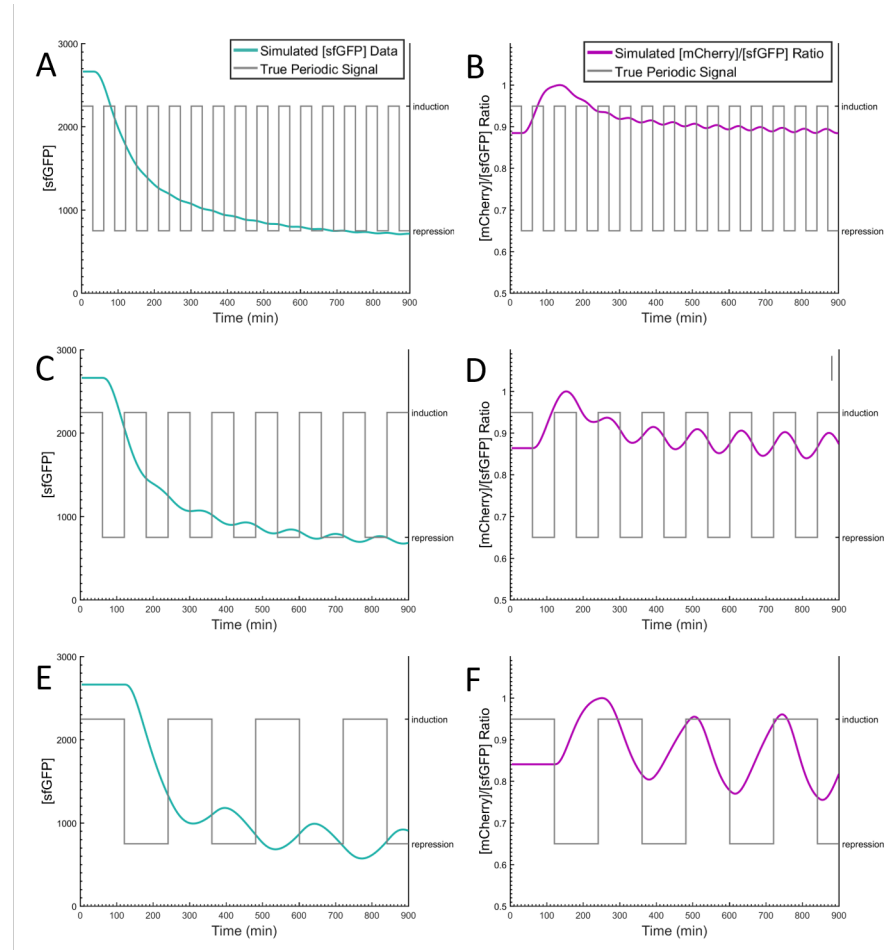 A
Simulated [sfGFP] Data
True Periodic Signal
3000
2000
1000
0
[sfGFP]
induction
repression
0 100 200 300 400 500 600 700 800 900
Time (min)
B
Simulated [mCherry]/[sfGFP] Ratio
True Periodic Signal
1
0.9
0.8
0.7
0.6
0.5
[mCherry]/[sfGFP] Ratio
induction
repression
0 100 200 300 400 500 600 700 800 900
Time (min)
C
3000
2000
1000
0
[sfGFP]
induction
repression
0 100 200 300 400 500 600 700 800 900
Time (min)
D
1
0.9
0.8
0.7
0.6
0.5
[mCherry]/[sfGFP] Ratio
induction
repression
0 100 200 300 400 500 600 700 800 900
Time (min)
E
3000
2000
1000
0
[sfGFP]
induction
repression
0 100 200 300 400 500 600 700 800 900
Time (min)
F
1
0.9
0.8
0.7
0.6
0.5
[mCherry]/[sfGFP] Ratio
induction
repression
0 100 200 300 400 500 600 700 800 900
Time (min)